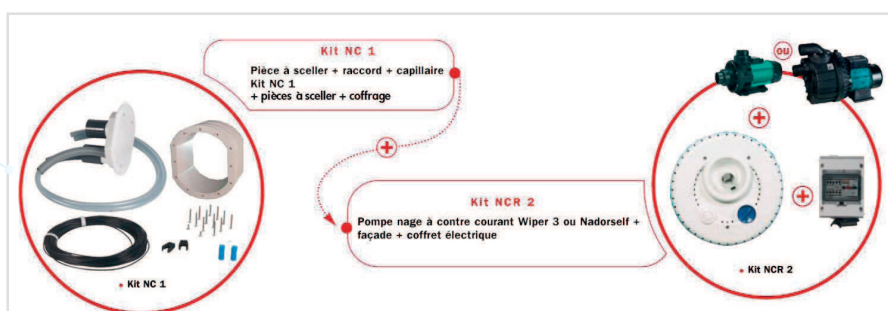 Kit NC 1
Pièce à sceller + raccord + capillaire
Kit NC 1
+ pièces à sceller + coffrage
OU
+
+
+
Kit NCR 2
Pompe nage à contre courant Wiper 3 ou Nadorself +
façade + coffret électrique
• Kit NC 1
• Kit NCR 2